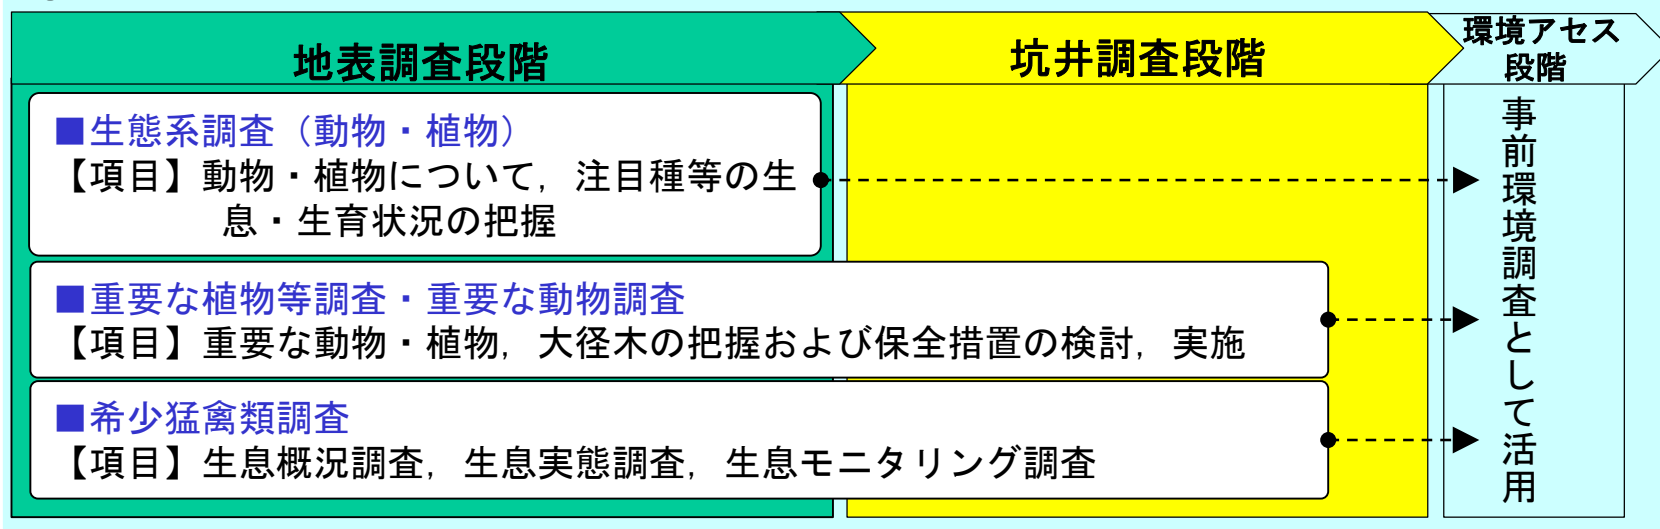 地表調査段階
坑井調査段階
環境アセス
段階
■生態系調査（動物・植物）
【項目】動物・植物について，注目種等の生
息・生育状況の把握
■重要な植物等調査・重要な動物調査
【項目】重要な動物・植物，大径木の把握および保全措置の検討，実施
■希少猛禽類調査
【項目】生息概況調査，生息実態調査，生息モニタリング調査
事前環境調査として活用